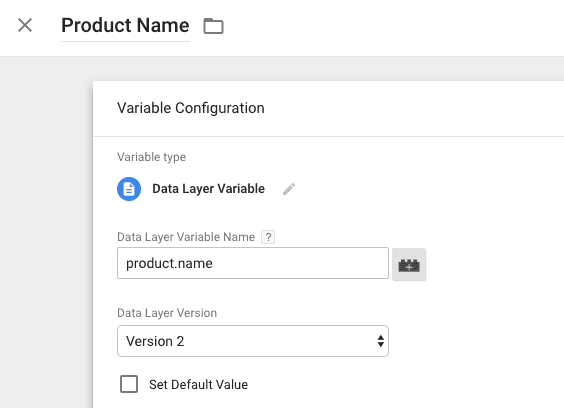 Product Name
Variable Configuration
Variable type
Data Layer Variable
Data Layer Variable Name ?
product.name
Data Layer Version
Version 2
Set Default Value